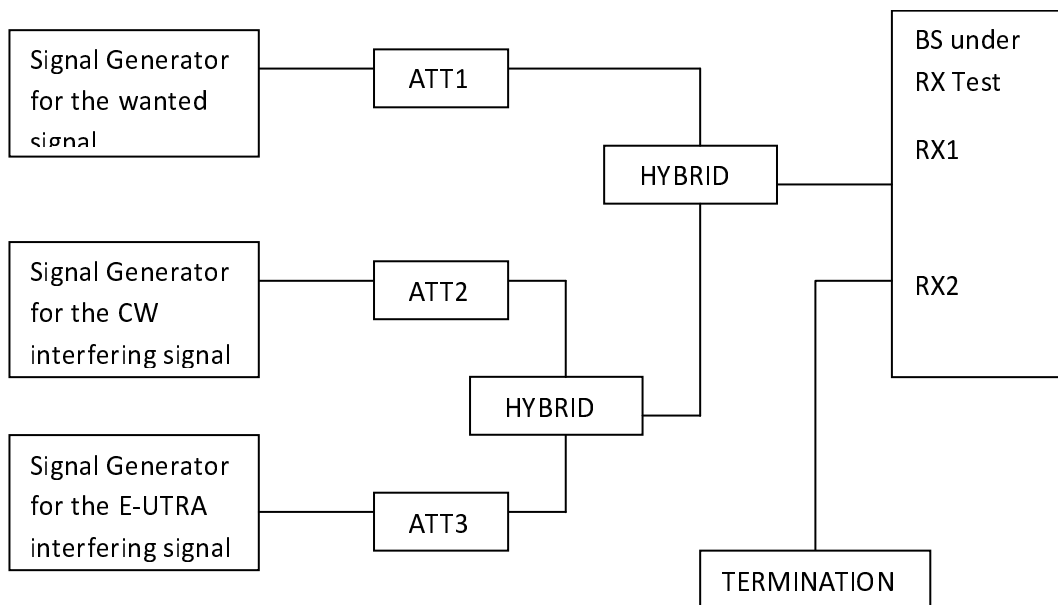 Signal Generator
for the wanted
signal
ATT1
HYBRID
BS under
RX Test
RX1
RX2
Signal Generator
for the CW
interfering signal
ATT2
HYBRID
Signal Generator
for the E-UTRA
interfering signal
ATT3
TERMINATION